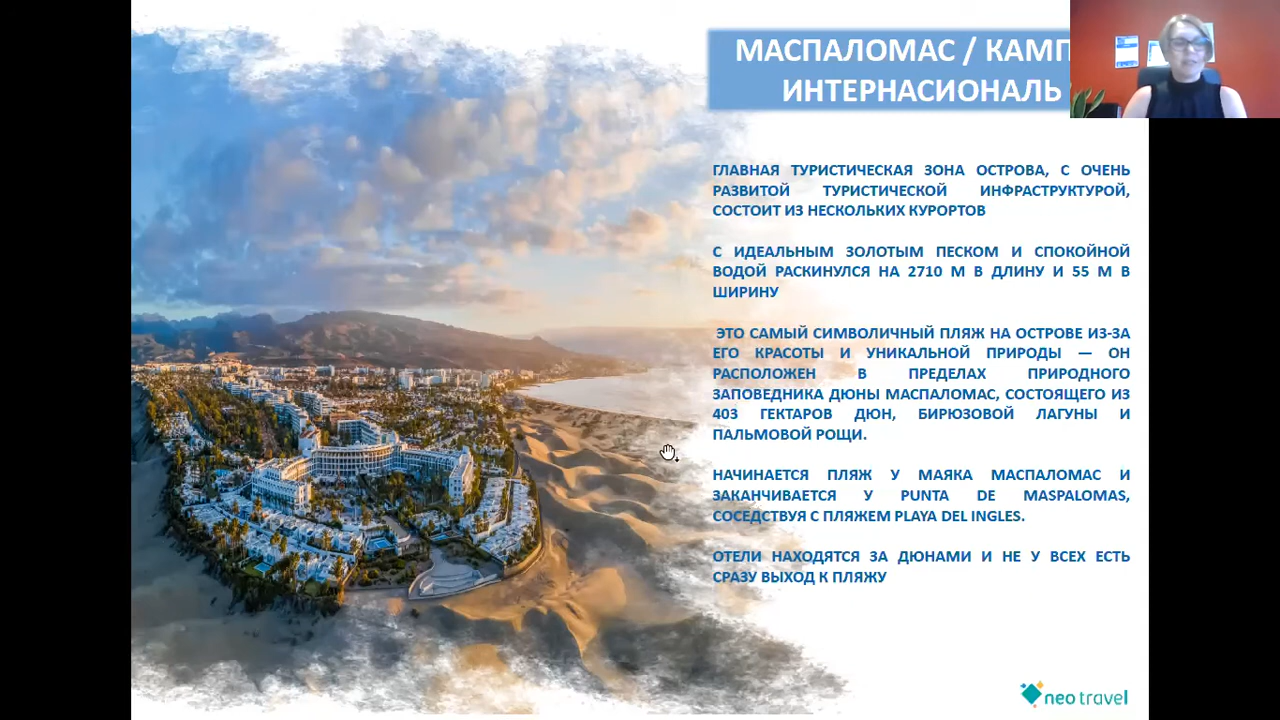 МАСПАЛОМАС / КАМП
ИНТЕРНАСИОНАЛЬ
ГЛАВНАЯ ТУРИСТИЧЕСКАЯ ЗОНА ОСТРОВА, С ОЧЕНЬ
РАЗВИТОЙ ТУРИСТИЧЕСКОЙ ИНФРАСТРУКТУРОЙ,
СОСТОИТ ИЗ НЕСКОЛЬКИХ КУРОРТОВ
С ИДЕАЛЬНЫМ ЗОЛОТЫМ ПЕСКОМ И СПОКОЙНОЙ
ВОДОЙ РАСКИНУЛСЯ НА 2710 М В ДЛИНУ И 55 М В
ШИРИНУ
ЭТО САМЫЙ СИМВОЛИЧНЫЙ ПЛЯЖ НА ОСТРОВЕ ИЗ-ЗА
ЕГО КРАСОТЫ И УНИКАЛЬНОЙ ПРИРОДЫ — ОН
РАСПОЛОЖЕН В ПРЕДЕЛАХ ПРИРОДНОГО
ЗАПОВЕДНИКА ДЮНЫ МАСПАЛОМАС, СОСТОЯЩЕГО ИЗ
403 ГЕКТАРОВ ДЮН, БИРЮЗОВОЙ ЛАГУНЫ И
ПАЛЬМОВОЙ РОЩИ.
НАЧИНАЕТСЯ ПЛЯЖ У МАЯКА МАСПАЛОМАС И
ЗАКАНЧИВАЕТСЯ У PUNTA DE MASPALOMAS,
СОСЕДСТВУЯ С ПЛЯЖЕМ PLAYA DEL INGLES.
ОТЕЛИ НАХОДЯТСЯ ЗА ДЮНАМИ И НЕ У ВСЕХ ЕСТЬ
СРАЗУ ВЫХОД К ПЛЯЖУ
neo travel